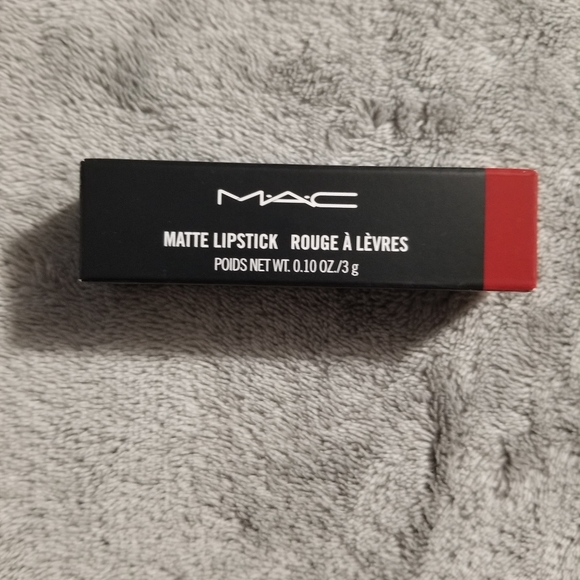 M·A·C
MATTE LIPSTICK ROUGE À LÈVRES
POIDS NET WT. 0.10 OZ./3 g